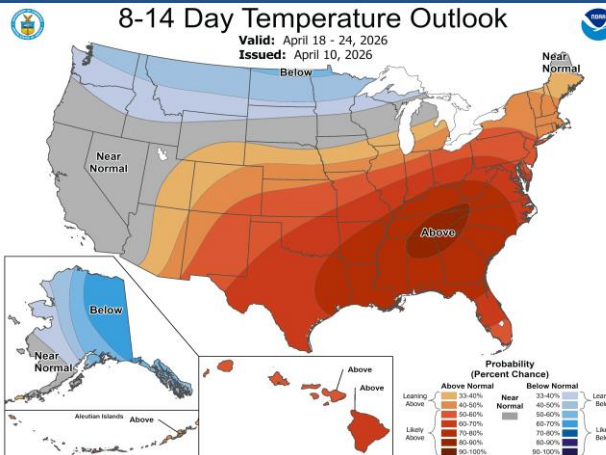 8-14 Day Temperature Outlook
Valid: April 18 - 24, 2026
Issued: April 10, 2026
NOAA
Below
Near
Normal
Near
Normal
Above
Below
Near
Normal
Aleutian Islands
Above
Above
Above
Probability
(Percent Chance)
Above Normal
Near
Normal
Below Normal
Leaning
Above
33-40%
40-50%
Likely
Above
50-60%
60-70%
70-80%
80-90%
90-100%
33-40%
40-50%
50-60%
60-70%
70-80%
80-90%
90-100%